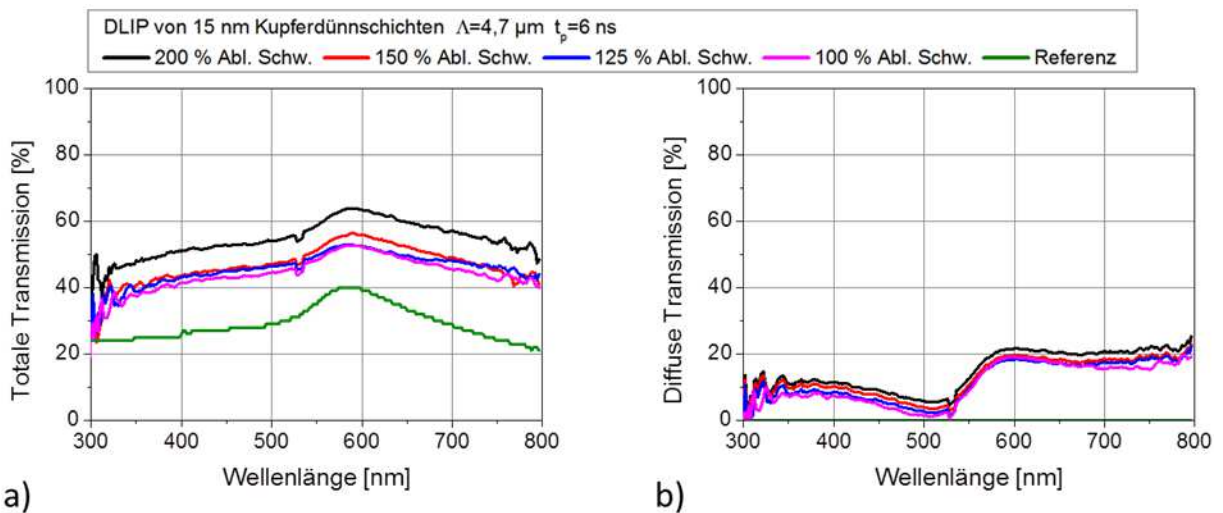 DLIP von 15 nm Kupferdünnschichten Λ=4,7 µm tp=6 ns
200 % Abl. Schw. 150 % Abl. Schw. 125 % Abl. Schw. 100 % Abl. Schw. Referenz
Totale Transmission [%]
100
80
60
40
20
0
300 400 500 600 700 800
Wellenlänge [nm]
a)
Diffuse Transmission [%]
100
80
60
40
20
0
300 400 500 600 700 800
Wellenlänge [nm]
b)